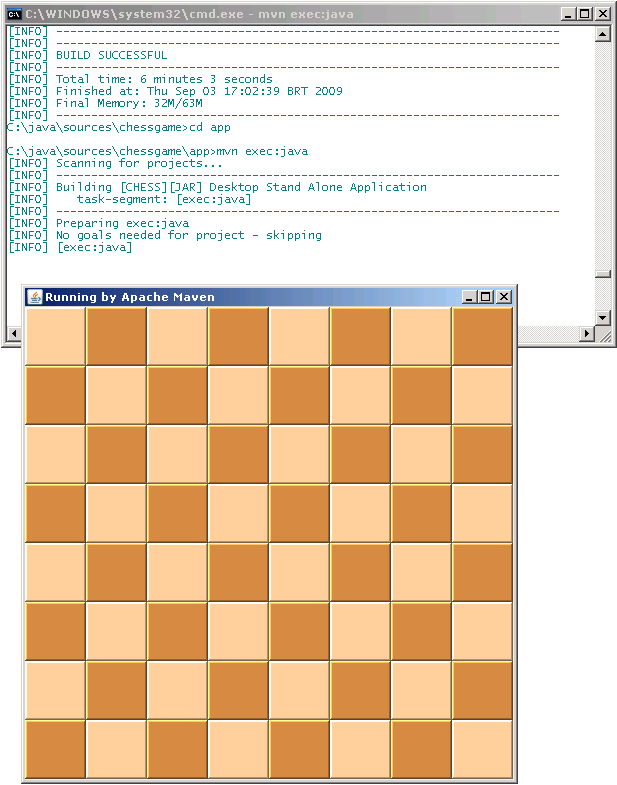 C:\WINDOWS\system32\cmd.exe - mvn exec:java
[INFO] ------------------------------------------------------------------------
[INFO] ------------------------------------------------------------------------
[INFO] BUILD SUCCESSFUL
[INFO] ------------------------------------------------------------------------
[INFO] Total time: 6 minutes 3 seconds
[INFO] Finished at: Thu Sep 03 17:02:39 BRT 2009
[INFO] Final Memory: 32M/63M
[INFO] ------------------------------------------------------------------------
C:\java\sources\chessgame>cd app
C:\java\sources\chessgame\app>mvn exec:java
[INFO] Scanning for projects...
[INFO] ------------------------------------------------------------------------
[INFO] Building [CHESS][JAR] Desktop Stand Alone Application
[INFO]    task-segment: [exec:java]
[INFO] ------------------------------------------------------------------------
[INFO] Preparing exec:java
[INFO] No goals needed for project - skipping
[INFO] [exec:java]
Running by Apache Maven